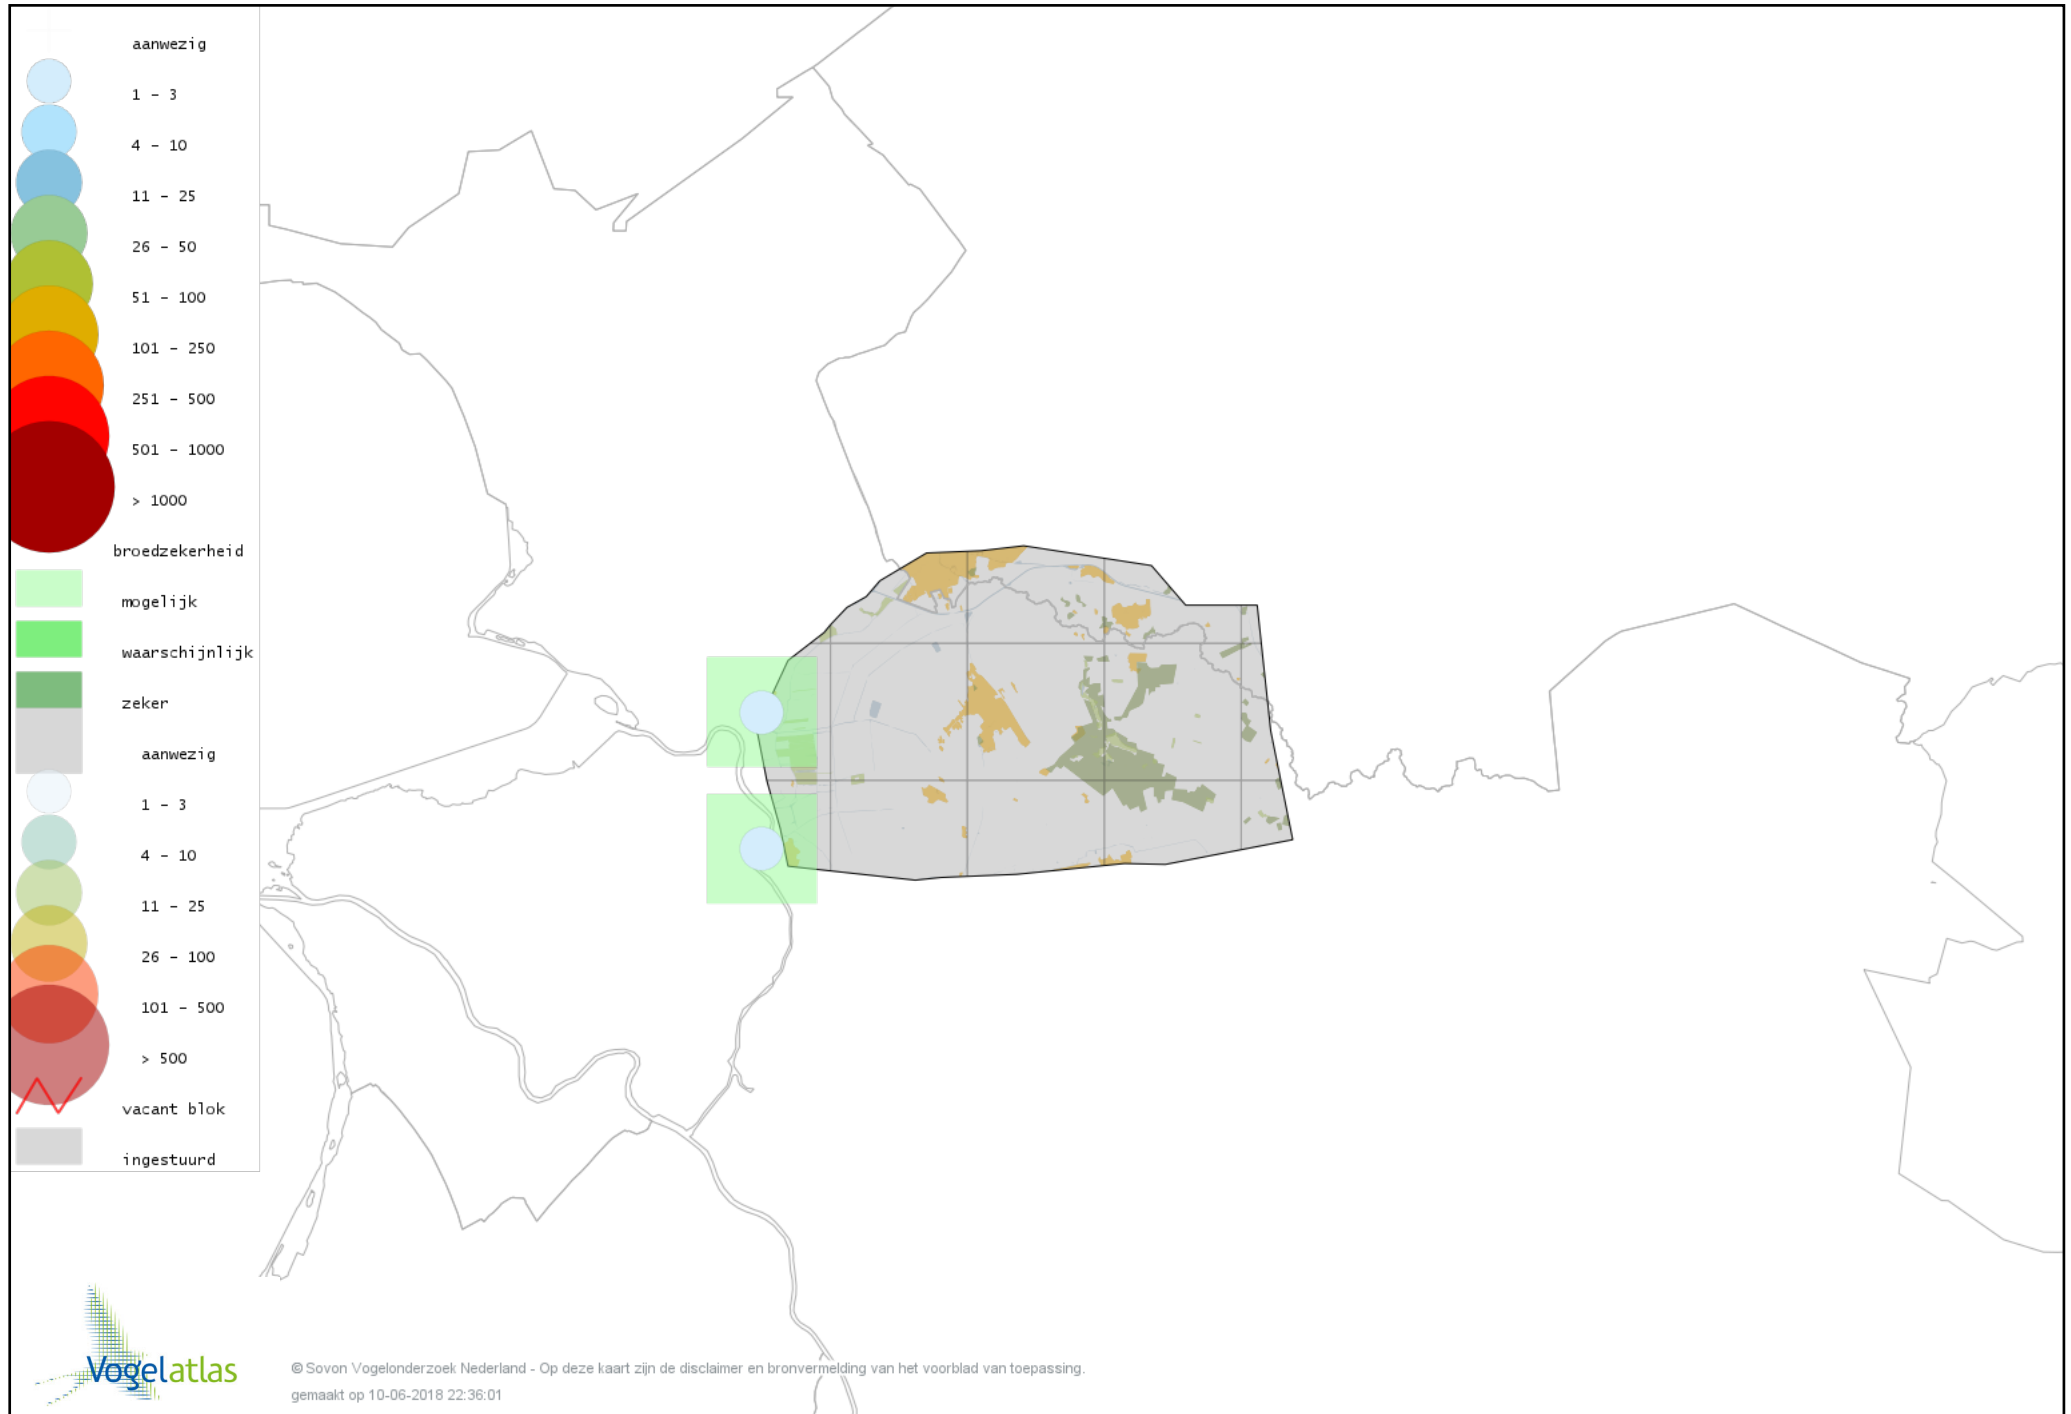 aanwezig
1 - 3
4 - 10
11 - 25
26 - 50
51 - 100
101 - 250
251 - 500
501 - 1000
> 1000
broedzekerheid
mogelijk
waarschijnlijk
zeker
aanwezig
1 - 3
4 - 10
11 - 25
26 - 100
101 - 500
> 500
vacant blok
ingestuurd
Vogelatlas
© Sovon Vogelonderzoek Nederland - Op deze kaart zijn de disclaimer en bronvermelding van het voorblad van toepassing.
gemaakt op 10-06-2018 22:36:01